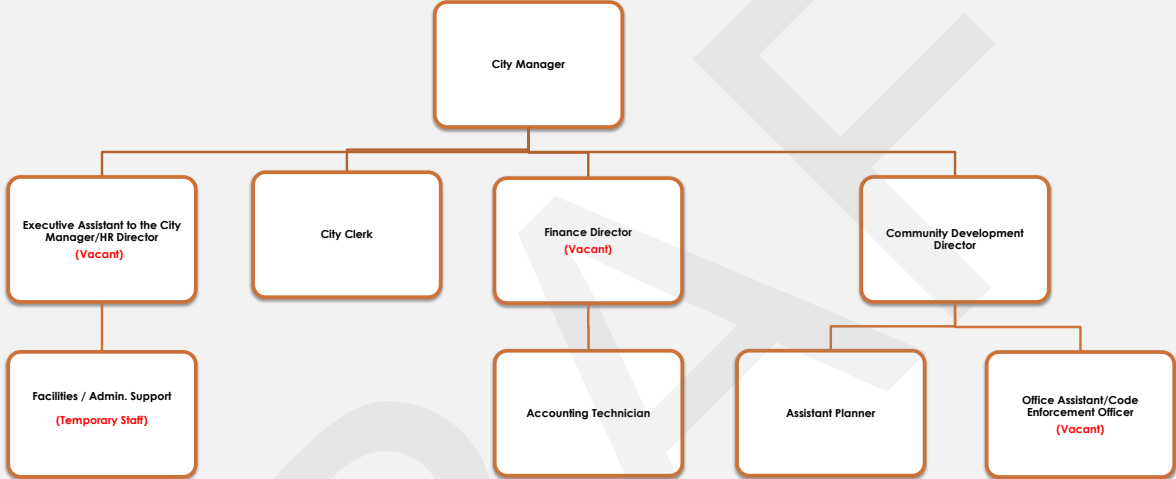 City Manager
Executive Assistant to the City
Manager/HR Director
(Vacant)
City Clerk
Finance Director
(Vacant)
Community Development
Director
Facilities / Admin. Support
(Temporary Staff)
Accounting Technician
Assistant Planner
Office Assistant/Code
Enforcement Officer
(Vacant)